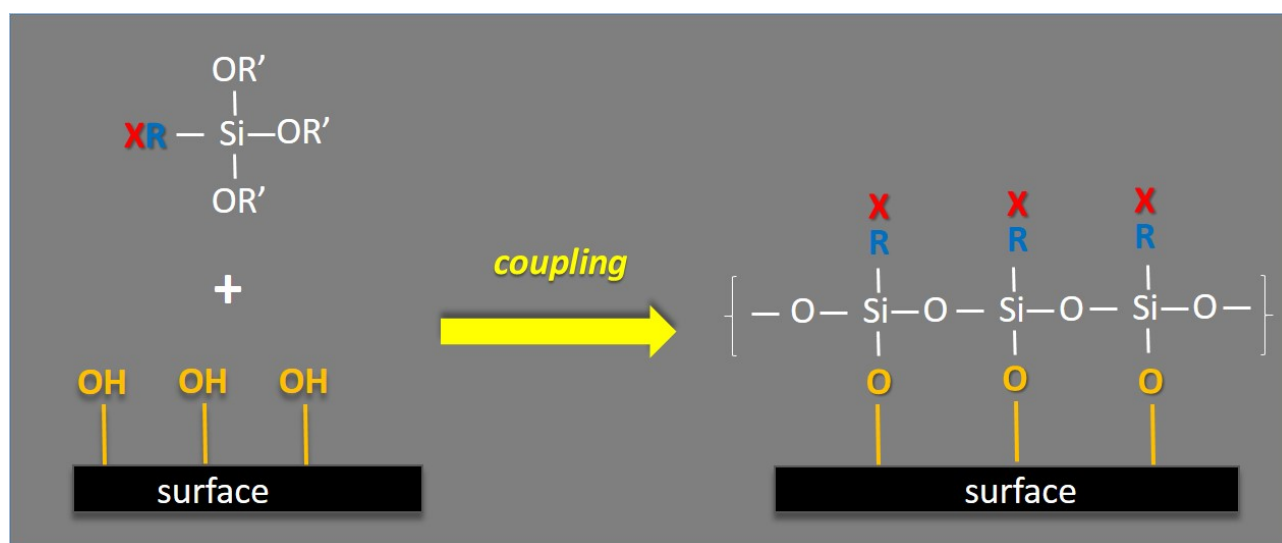 OR’
XR — Si—OR’
OR’
+
OH OH OH
surface
coupling
X X X
R R R
— O— Si—O — Si—O— Si—O—
O O O
surface